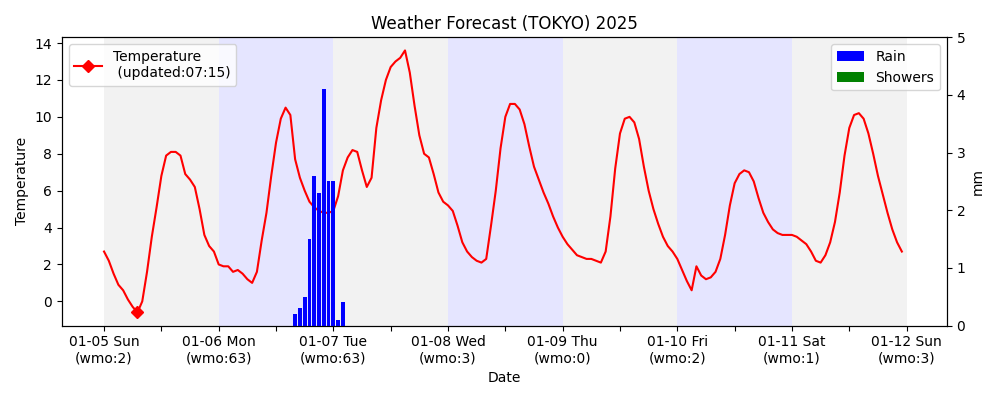 Weather Forecast (TOKYO) 2025
Temperature
(updated:07:15)
Rain
Showers
14
12
10
8
6
4
2
0
Temperature
5
4
3
2
1
0
mm
01-05 Sun
(wmo:2)
01-06 Mon
(wmo:63)
01-07 Tue
(wmo:63)
01-08 Wed
(wmo:3)
01-09 Thu
(wmo:0)
01-10 Fri
(wmo:2)
01-11 Sat
(wmo:1)
01-12 Sun
(wmo:3)
Date